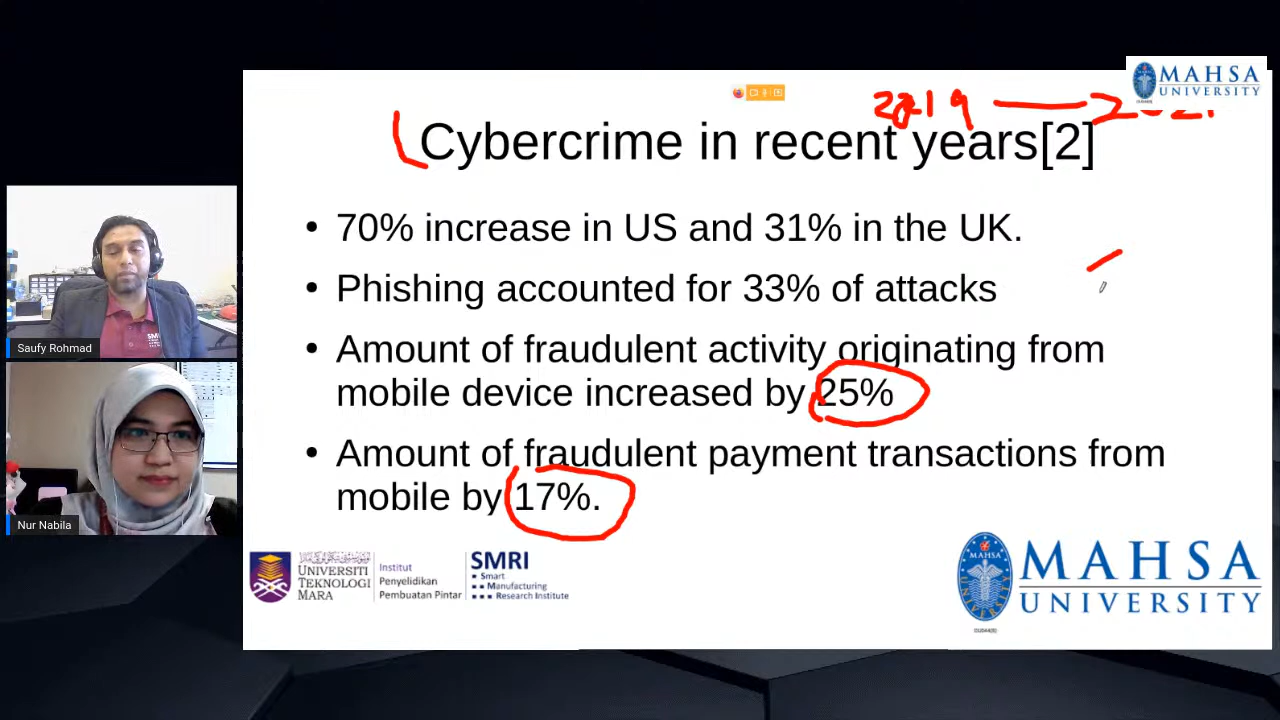 MAHSA
UNIVERSITY
2019
Cybercrime in recent years[2]
• 70% increase in US and 31% in the UK.
• Phishing accounted for 33% of attacks
• Amount of fraudulent activity originating from
mobile device increased by 25%
• Amount of fraudulent payment transactions from
mobile by 17%.
Saufy Rohmad
Nur Nabila
UNIVERSITI
TEKNOLOGI
MARA
Institut
Penyelidikan
Pembuatan Pintar
SMRI
Smart
Manufacturing
Research Institute
MAHSA
UNIVERSITY